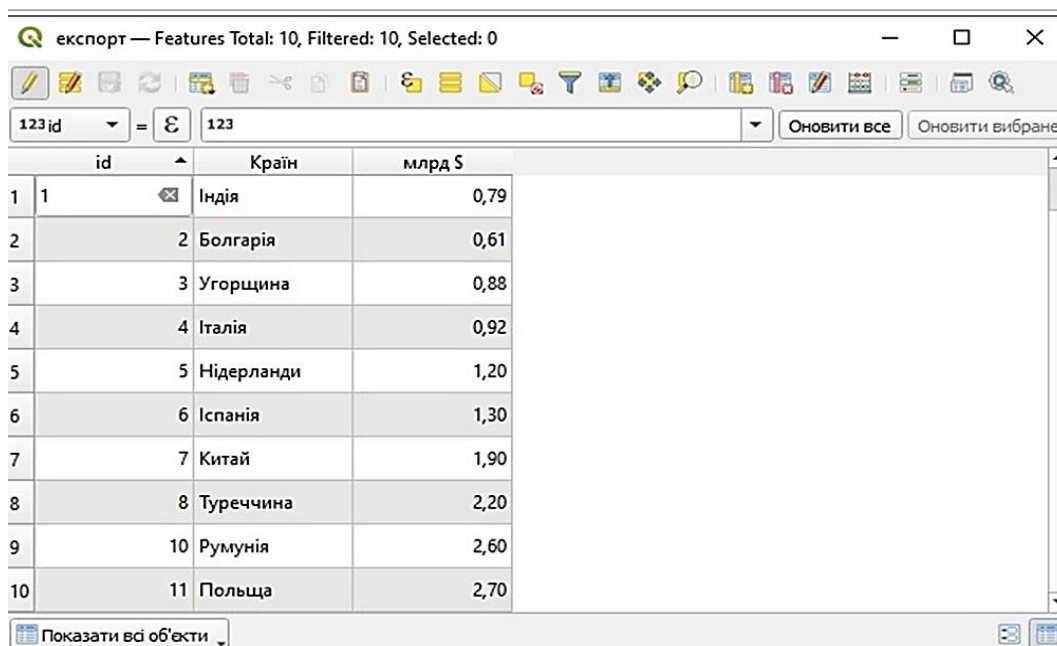 експорт — Features Total: 10, Filtered: 10, Selected: 0
123 id = ε 123 Оновити все Оновити вибране
id Країн млрд $
1 1 Індія 0,79
2 2 Болгарія 0,61
3 3 Угорщина 0,88
4 4 Італія 0,92
5 5 Нідерланди 1,20
6 6 Іспанія 1,30
7 7 Китай 1,90
8 8 Туреччина 2,20
9 10 Румунія 2,60
10 11 Польща 2,70
Показати всі об'єкти